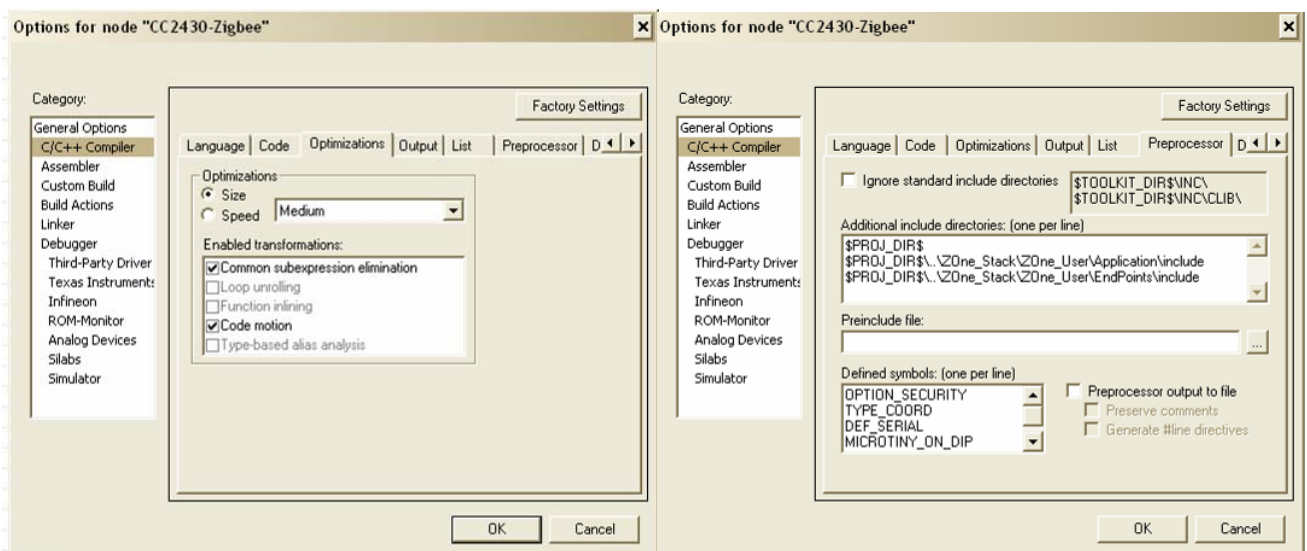 Options for node "CC2430-Zigbee"
Category:
General Options
C/C++ Compiler
Assembler
Custom Build
Build Actions
Linker
Debugger
Third-Party Driver
Texas Instruments
Infineon
ROM-Monitor
Analog Devices
Silabs
Simulator
Factory Settings
Language Code Optimizations Output List Preprocessor D
Optimizations
Size
Speed
Medium
Enabled transformations:
Common subexpression elimination
Loop unrolling
Function inlining
Code motion
Type-based alias analysis
OK Cancel
Options for node "CC2430-Zigbee"
Category:
General Options
C/C++ Compiler
Assembler
Custom Build
Build Actions
Linker
Debugger
Third-Party Driver
Texas Instruments
Infineon
ROM-Monitor
Analog Devices
Silabs
Simulator
Factory Settings
Language Code Optimizations Output List Preprocessor D
Ignore standard include directories
$TOOLKIT_DIR$\INC\
$TOOLKIT_DIR$\INC\CLIB\
Additional include directories: (one per line)
$PROJ_DIR$
$PROJ_DIR$\..\ZOne_Stack\ZOne_User\Application\include
$PROJ_DIR$\..\ZOne_Stack\ZOne_User\EndPoints\include
Preinclude file:
...
Defined symbols: (one per line)
OPTION_SECURITY
TYPE_COORD
DEF_SERIAL
MICROTINY_ON_DIP
Preprocessor output to file
Preserve comments
Generate #line directives
OK Cancel